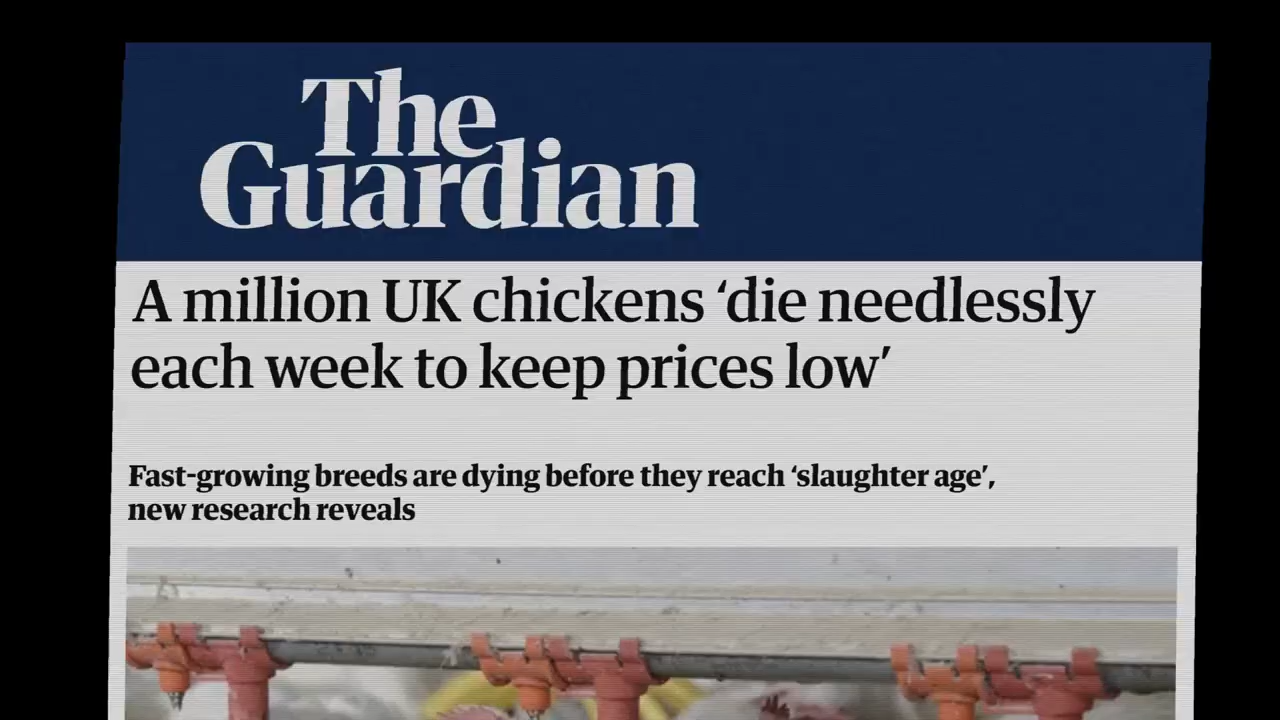 The
Guardian
A million UK chickens ‘die needlessly
each week to keep prices low’
Fast-growing breeds are dying before they reach ‘slaughter age’,
new research reveals